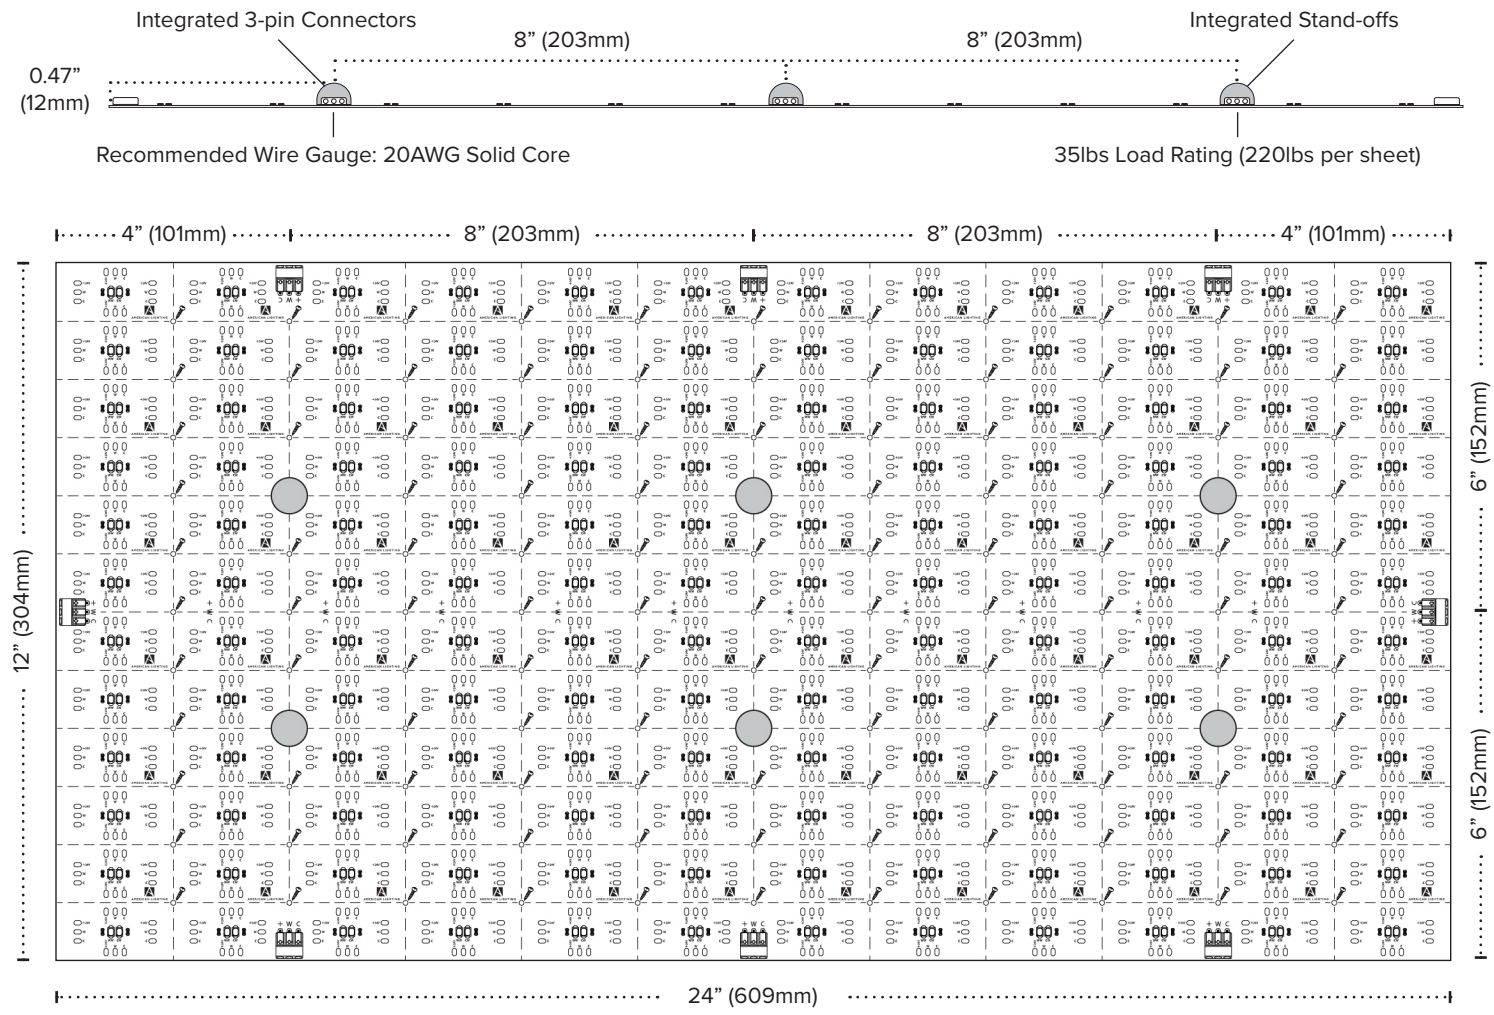 Integrated 3-pin Connectors
Integrated Stand-offs
8” (203mm)
8” (203mm)
0.47”
(12mm)
Recommended Wire Gauge: 20AWG Solid Core
35lbs Load Rating (220lbs per sheet)
4” (101mm)
8” (203mm)
8” (203mm)
4” (101mm)
12” (304mm)
6” (152mm)
6” (152mm)
AMERICAN LIGHTING
+ W C
24” (609mm)